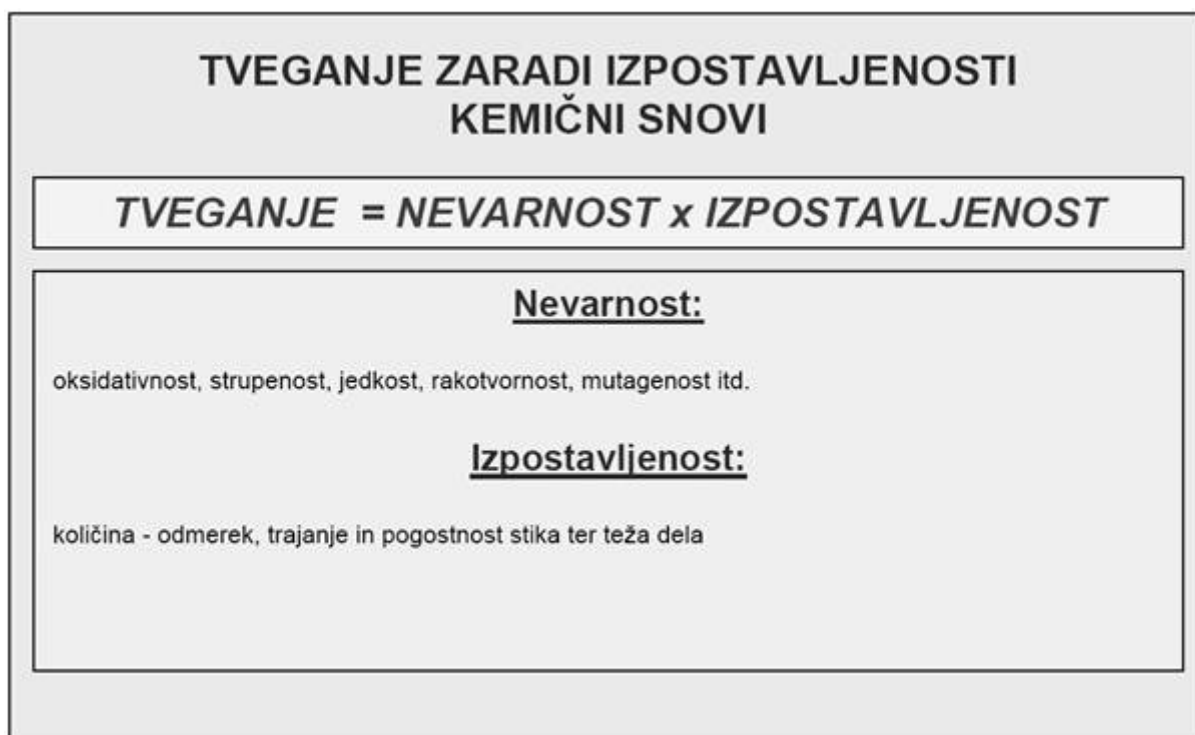 TVEGANJE ZARADI IZPOSTAVLJENOSTI
KEMIČNI SNOVI
TVEGANJE = NEVARNOST x IZPOSTAVLJENOST
Nevarnost:
oksidativnost, strupenost, jedkost, rakotvornost, mutagenost itd.
Izpostavljenost:
količina - odmerek, trajanje in pogostnost stika ter teža dela